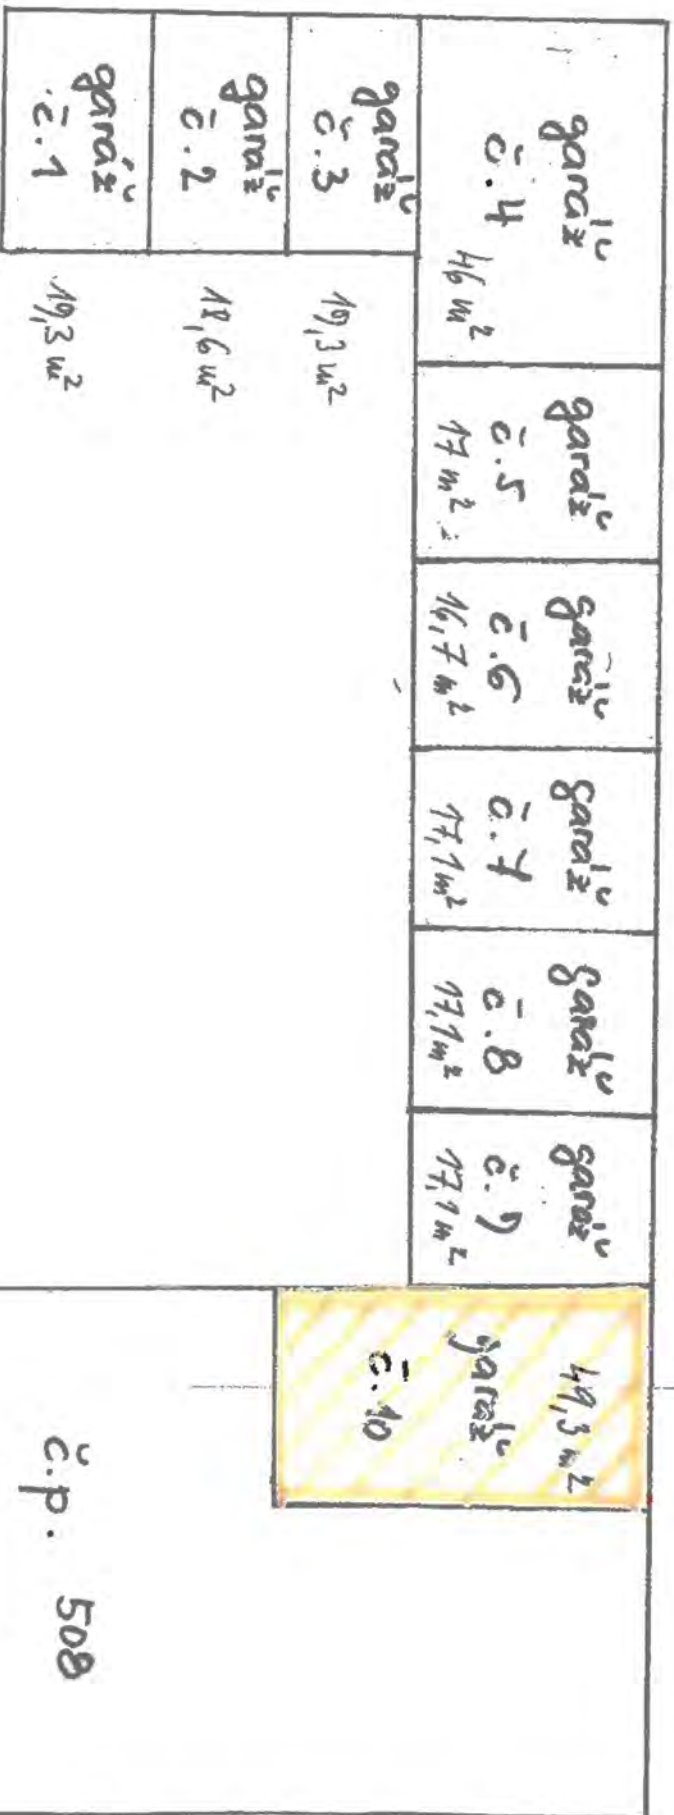 garáž
č.4
46 m²
garáž
č.5
17 m²
garáž
č.6
16,7 m²
garáž
č.7
17,1 m²
garáž
č.8
17,1 m²
garáž
č.9
17,1 m²
49,3 m²
garáž
č.10
garáž
č.3
19,3 m²
garáž
č.2
18,6 m²
garáž
č.1
19,3 m²
č.p. 508